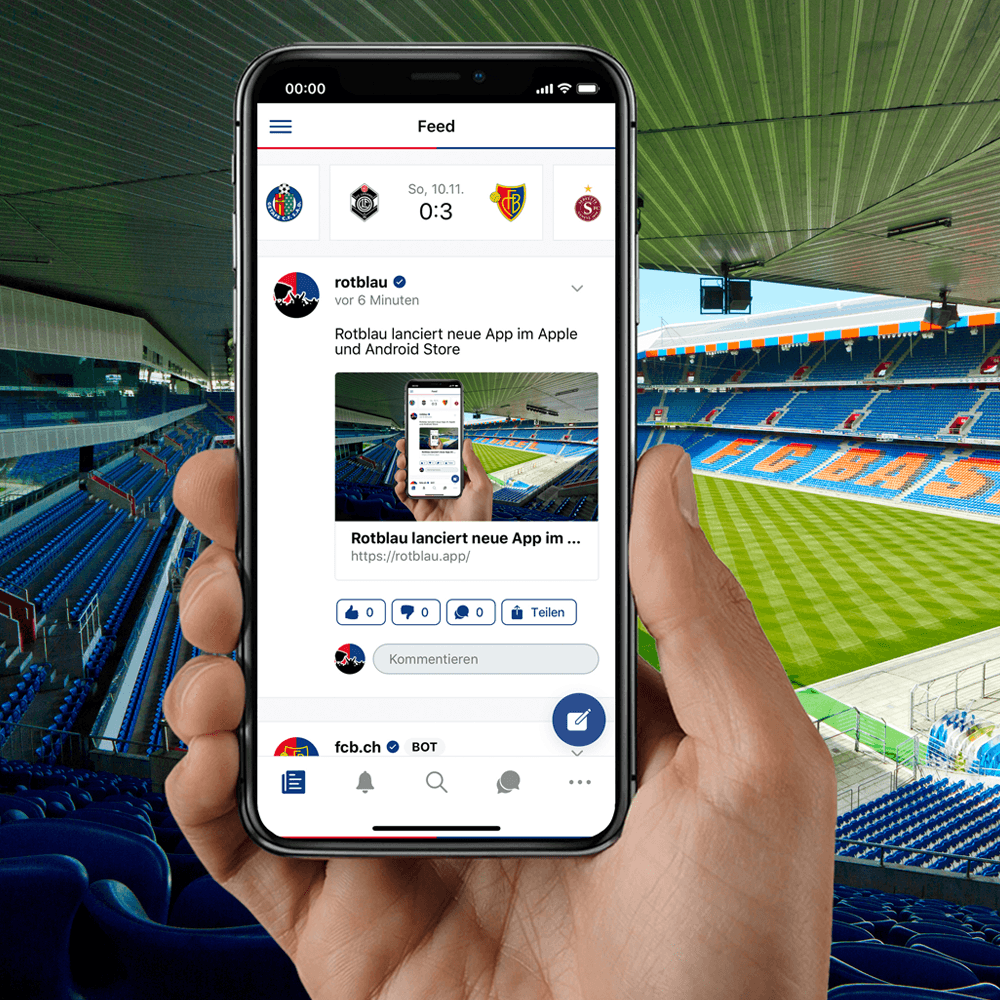 00:00
Feed
So, 10.11.
0:3
rotblau
vor 6 Minuten
Rotblau lanciert neue App im Apple
und Android Store
Rotblau lanciert neue App im ...
https://rotblau.app/
0
0
0
Teilen
Kommentieren
fcb.ch BOT
FC BAS
FCB